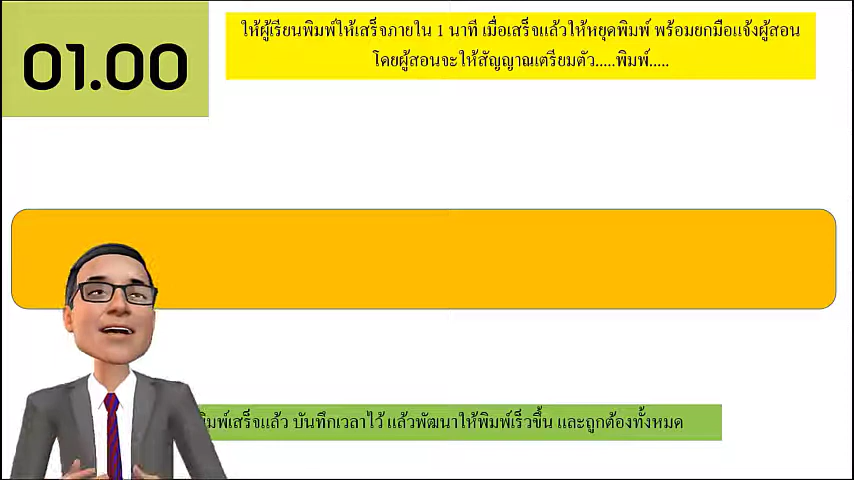 01.00
ให้ผู้เรียนพิมพ์ให้เสร็จภายใน 1 นาที เมื่อเสร็จแล้วให้หยุดพิมพ์ พร้อมยกมือแจ้งผู้สอน
โดยผู้สอนจะให้สัญญาณเตรียมตัว.....พิมพ์.....
พิมพ์เสร็จแล้ว บันทึกเวลาไว้ แล้วพัฒนาให้พิมพ์เร็วขึ้น และถูกต้องทั้งหมด